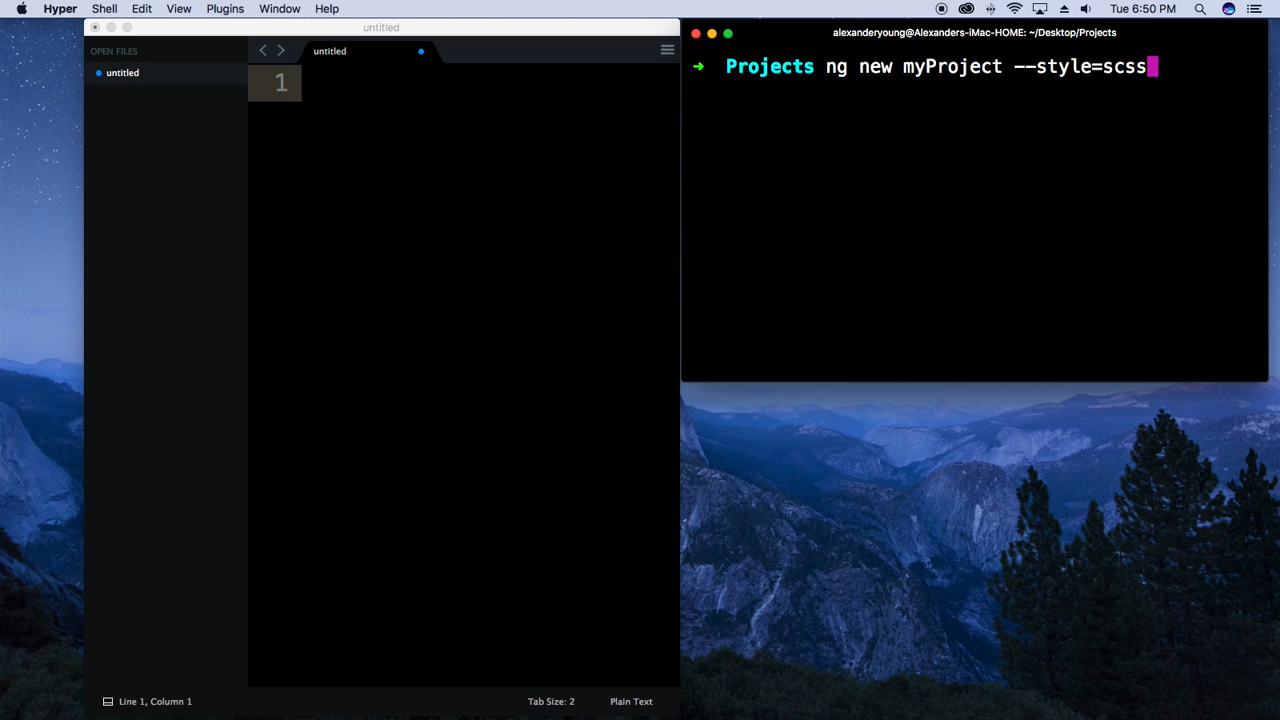 Hyper Shell Edit View Plugins Window Help Tue 6:50 PM
untitled
OPEN FILES
untitled
untitled
1
Line 1, Column 1 Tab Size: 2 Plain Text
alexanderyoung@Alexanders-iMac-HOME: ~/Desktop/Projects
➜ Projects ng new myProject --style=scss